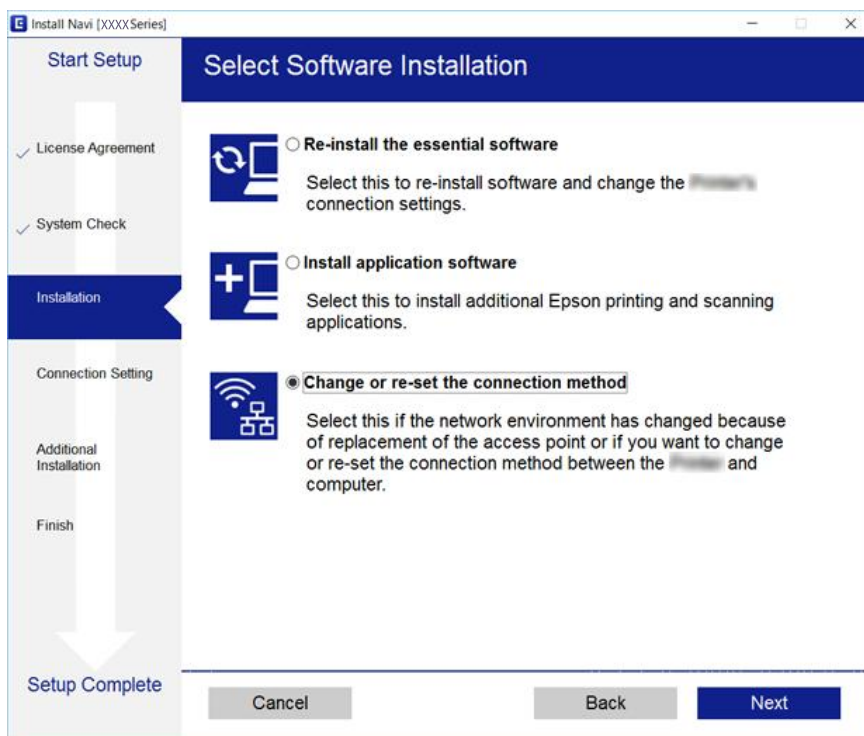 Install Navi [XXXX Series]
Start Setup
License Agreement
System Check
Installation
Connection Setting
Additional
Installation
Finish
Setup Complete
Select Software Installation
Re-install the essential software
Select this to re-install software and change the
connection settings.
Install application software
Select this to install additional Epson printing and scanning
applications.
Change or re-set the connection method
Select this if the network environment has changed because
of replacement of the access point or if you want to change
or re-set the connection method between the and
computer.
Cancel
Back
Next